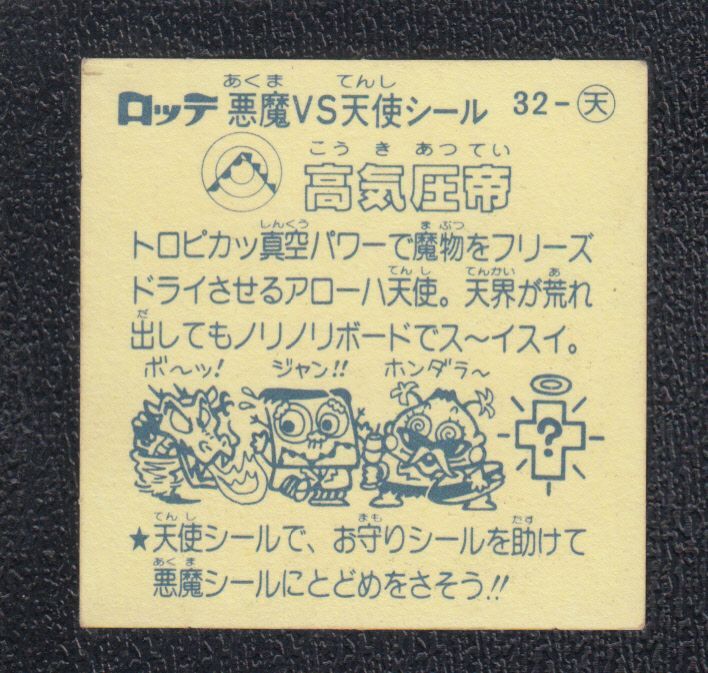 ロッテ 悪魔VS天使シール 32-天
あくま てんし
こうきあつてい
高気圧帝
しんくう まぶつ
トロピカッ真空パワーで魔物をフリーズ
てんし てんかい あ
ドライさせるアローハ天使。天界が荒れ
だ
出してもノリノリボードでス〜イスイ。
ボ〜ッ! ジャン!! ホンダラ〜
?
てんし まも たす
★天使シールで、お守りシールを助けて
あくま
悪魔シールにとどめをさそう!!